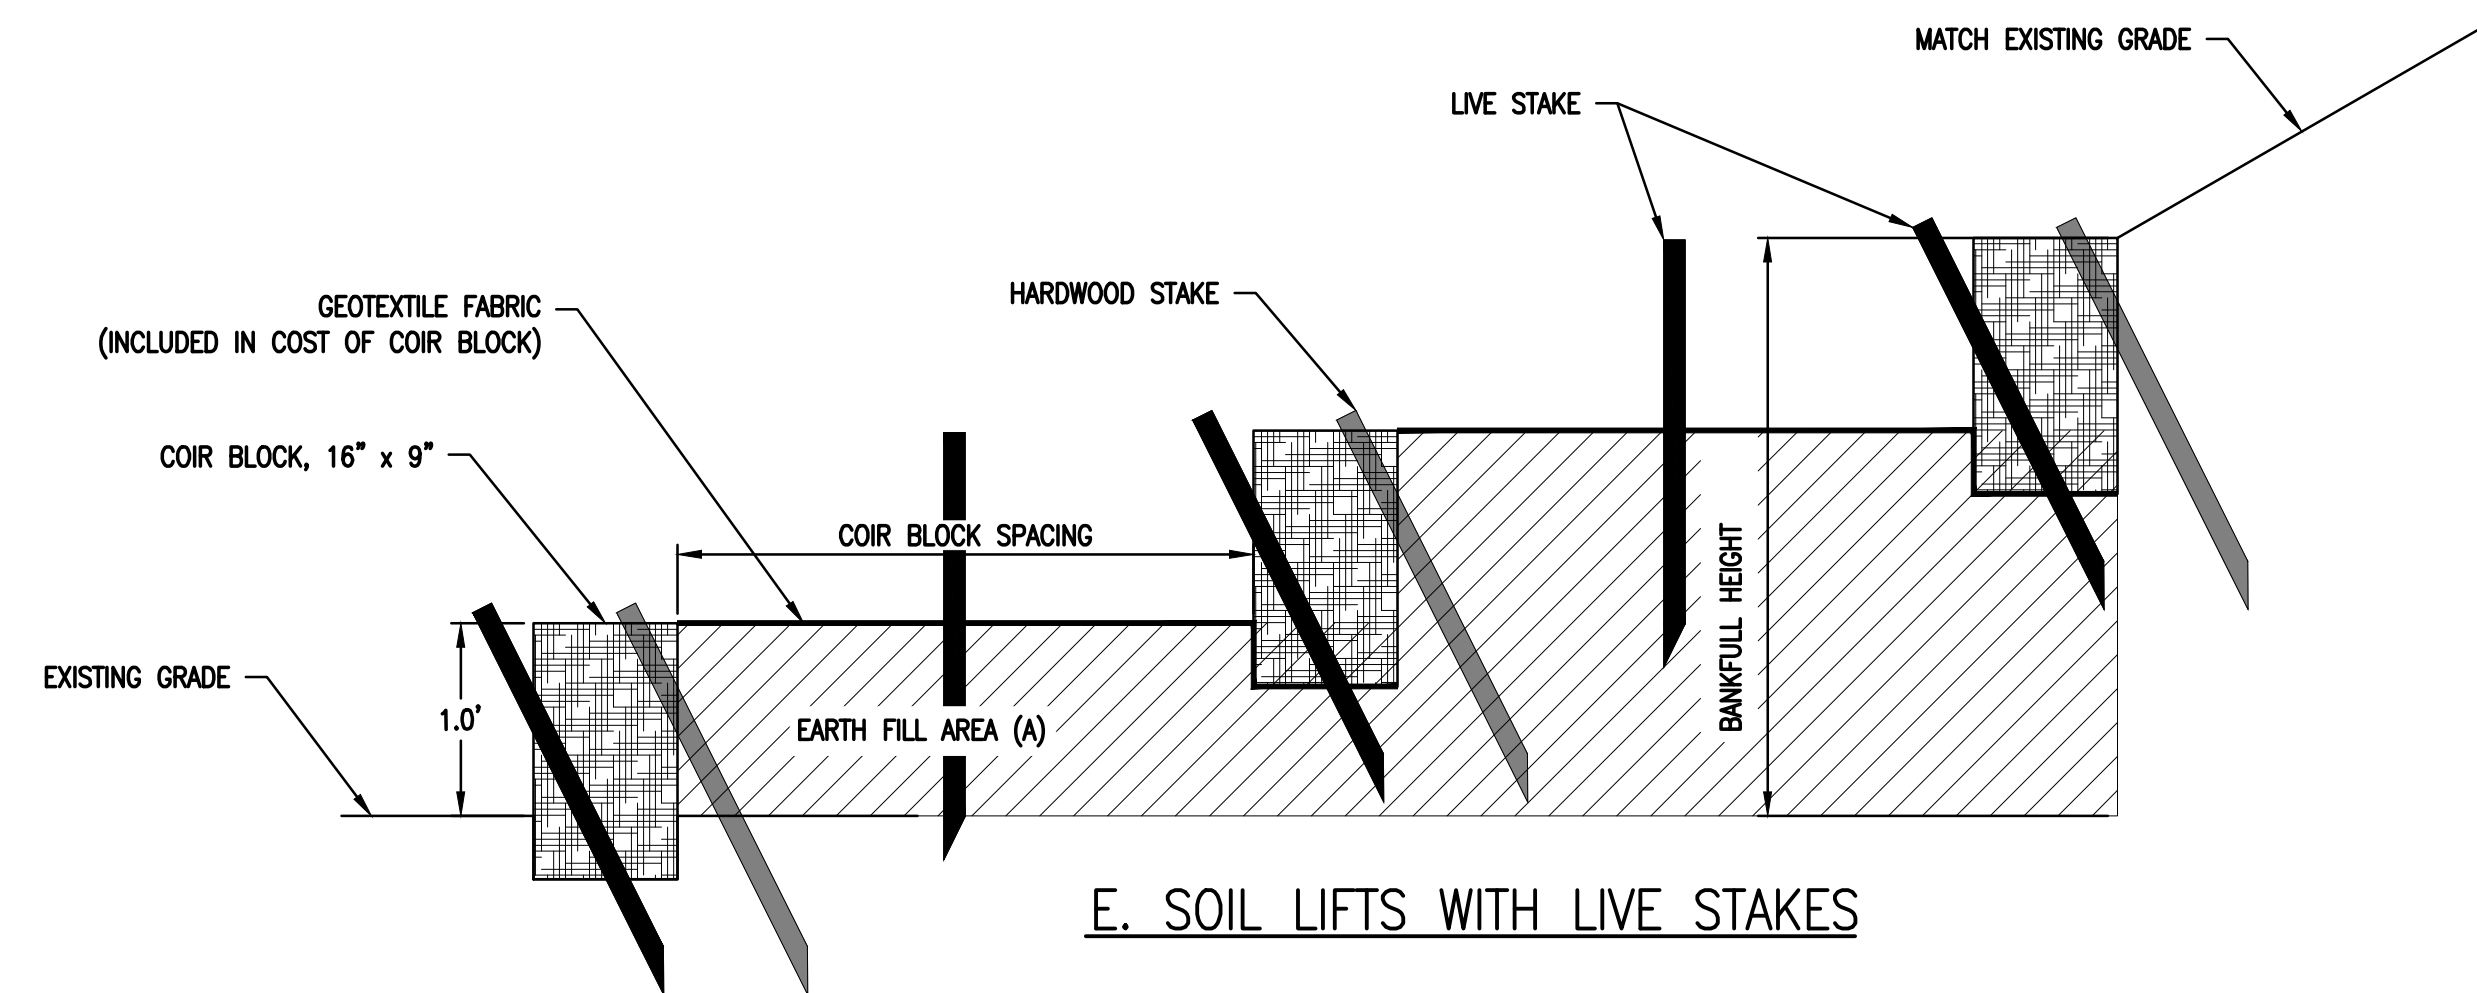 MATCH EXISTING GRADE
LIVE STAKE
HARDWOOD STAKE
GEOTEXTILE FABRIC
(INCLUDED IN COST OF COIR BLOCK)
COIR BLOCK, 16" x 9"
COIR BLOCK SPACING
BANKFULL HEIGHT
EXISTING GRADE
1.0'
EARTH FILL AREA (A)
E. SOIL LIFTS WITH LIVE STAKES